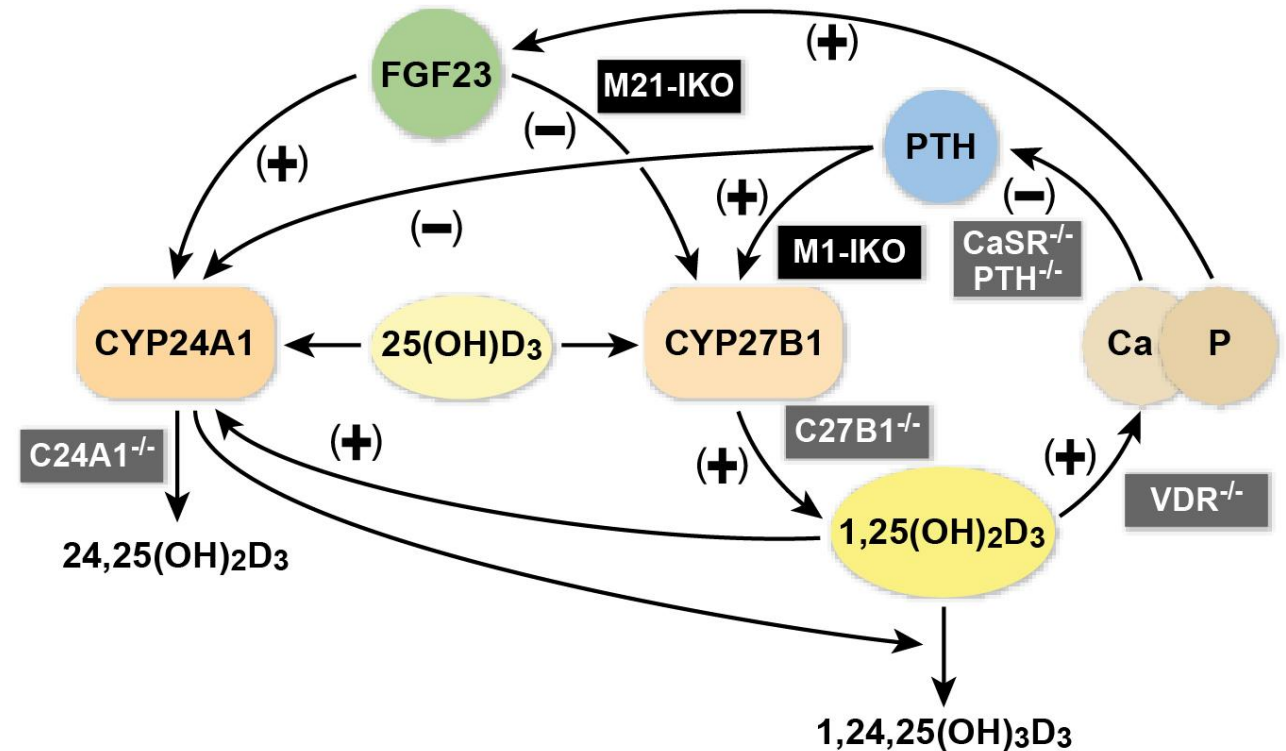 (+)
FGF23
M21-IKO
(−)
PTH
(+)
(+)
(−)
(−)
CaSR-/-
PTH-/-
M1-IKO
CYP24A1
25(OH)D3
CYP27B1
Ca
P
C24A1-/-
(+)
(+)
C27B1-/-
(+)
VDR-/-
24,25(OH)2D3
1,25(OH)2D3
1,24,25(OH)3D3